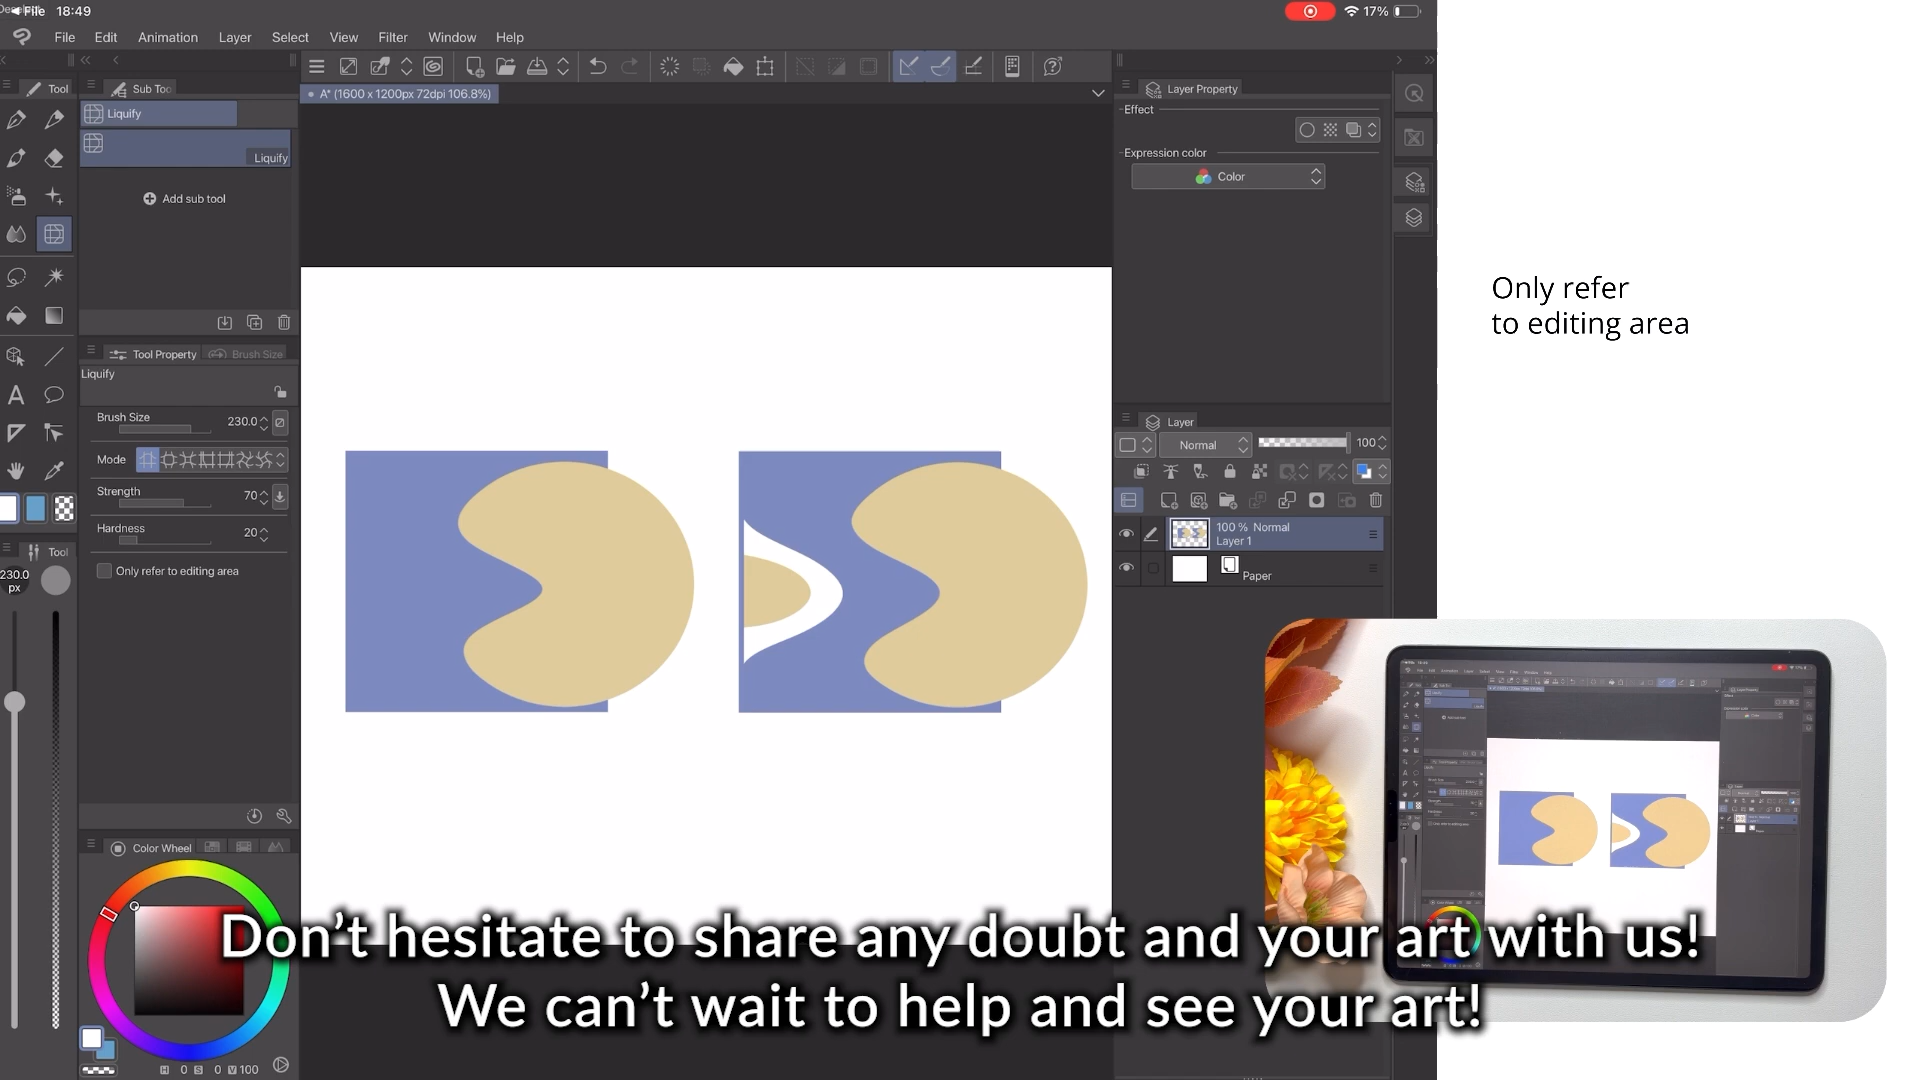 File 18:49
17%
File Edit Animation Layer Select View Filter Window Help
Tool
Sub Too
A* (1600 x 1200px 72dpi 106.8%)
Layer Property
Liquify
Liquify
Add sub tool
Effect
Expression color
Color
Only refer
to editing area
Tool Property
Brush Size
Liquify
Brush Size 230.0
Mode
Strength 70
Hardness 20
Only refer to editing area
Tool
230.0
px
Layer
Normal 100
100 % Normal
Layer 1
Paper
Color Wheel
H 0 S 0 V 100
Don't hesitate to share any doubt and your art with us!
We can't wait to help and see your art!